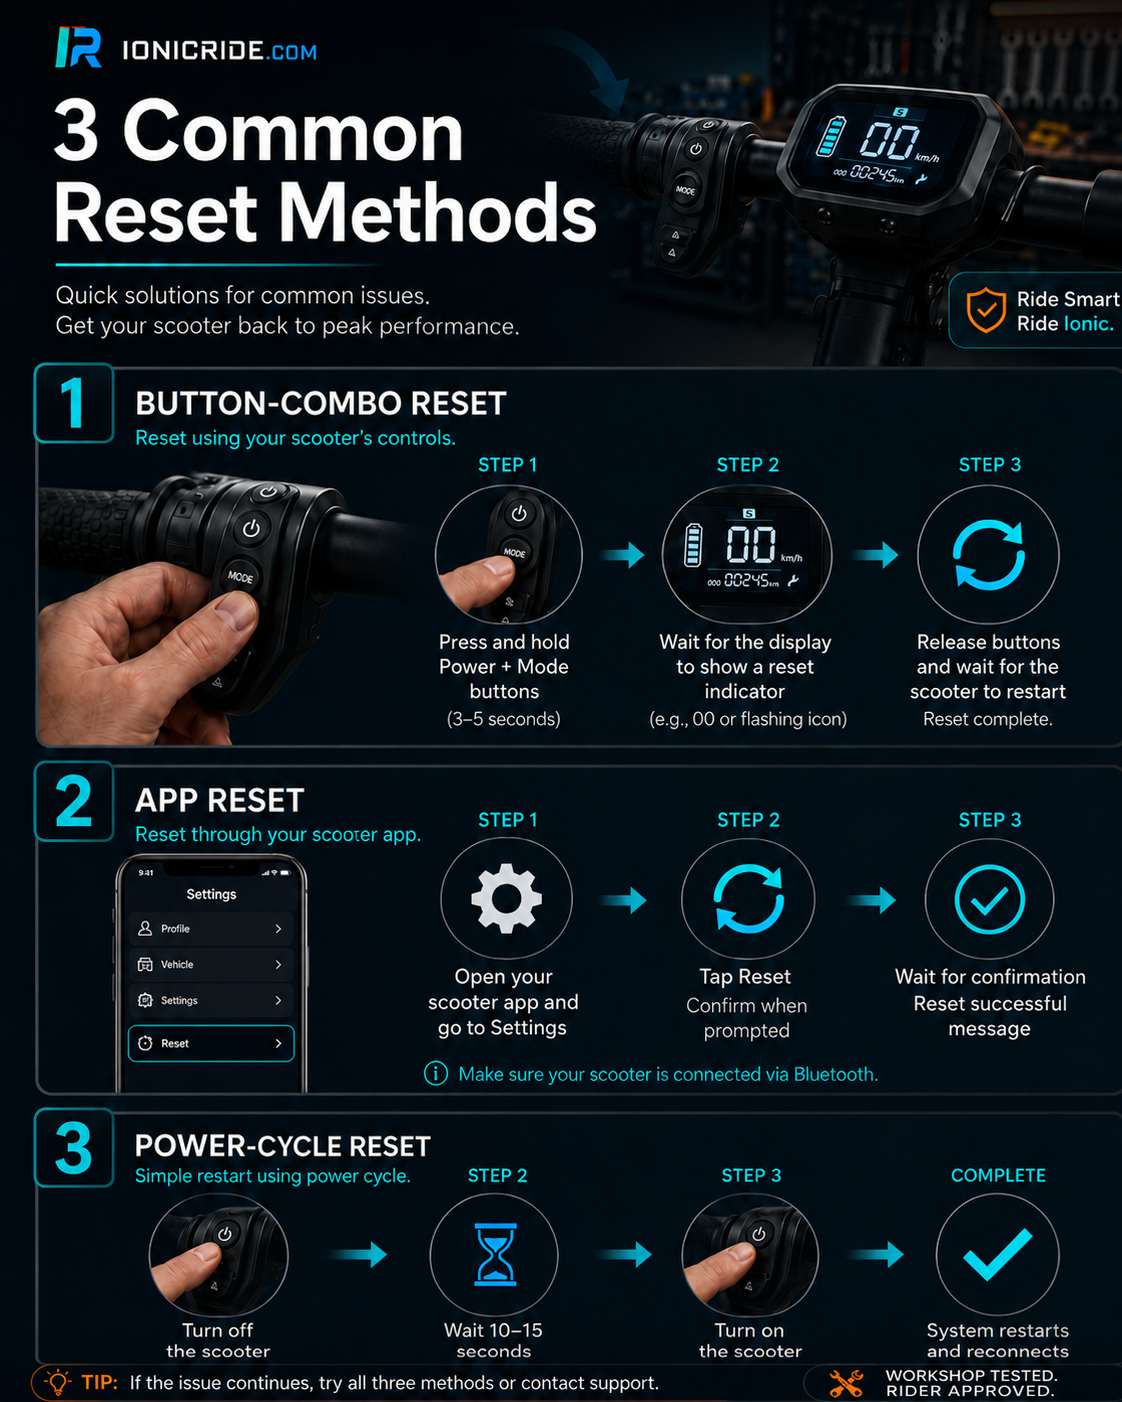 IR IONICRIDE.COM
3 Common
Reset Methods
Quick solutions for common issues.
Get your scooter back to peak performance.
MODE
S
00 km/h
000 00245 km
Ride Smart
Ride Ionic.
1
BUTTON-COMBO RESET
Reset using your scooter's controls.
MODE
STEP 1
MODE
Press and hold
Power + Mode
buttons
(3–5 seconds)
STEP 2
S
00 km/h
000 00245 km
Wait for the display
to show a reset
indicator
(e.g., 00 or flashing icon)
STEP 3
Release buttons
and wait for the
scooter to restart
Reset complete.
2
APP RESET
Reset through your scooter app.
9:41
Settings
Profile
Vehicle
Settings
Reset
STEP 1
Open your
scooter app and
go to Settings
STEP 2
Tap Reset
Confirm when
prompted
STEP 3
Wait for confirmation
Reset successful
message
Make sure your scooter is connected via Bluetooth.
3
POWER-CYCLE RESET
Simple restart using power cycle.
Turn off
the scooter
STEP 2
Wait 10–15
seconds
STEP 3
Turn on
the scooter
COMPLETE
System restarts
and reconnects
TIP: If the issue continues, try all three methods or contact support.
WORKSHOP TESTED.
RIDER APPROVED.